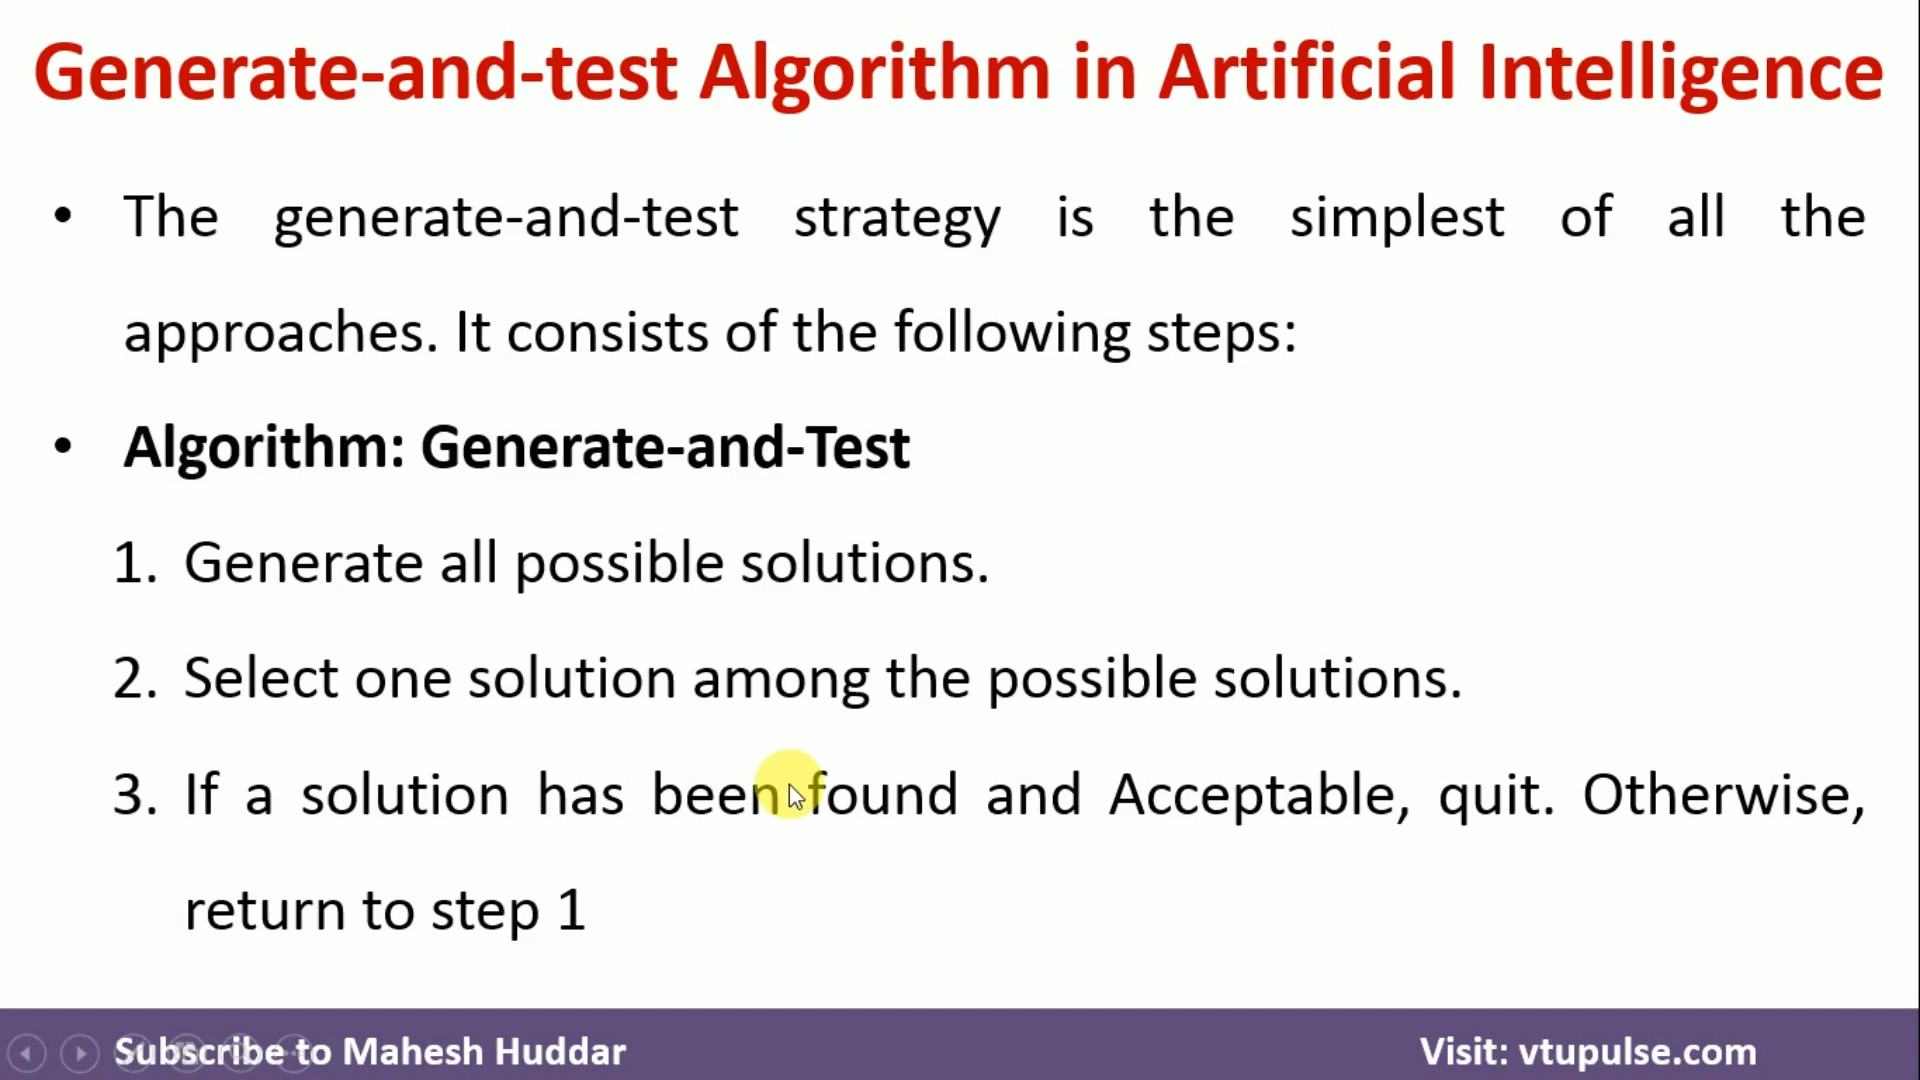 Generate-and-test Algorithm in Artificial Intelligence
• The generate-and-test strategy is the simplest of all the
approaches. It consists of the following steps:
• Algorithm: Generate-and-Test
1. Generate all possible solutions.
2. Select one solution among the possible solutions.
3. If a solution has been found and Acceptable, quit. Otherwise,
return to step 1
Subscribe to Mahesh Huddar
Visit: vtupulse.com